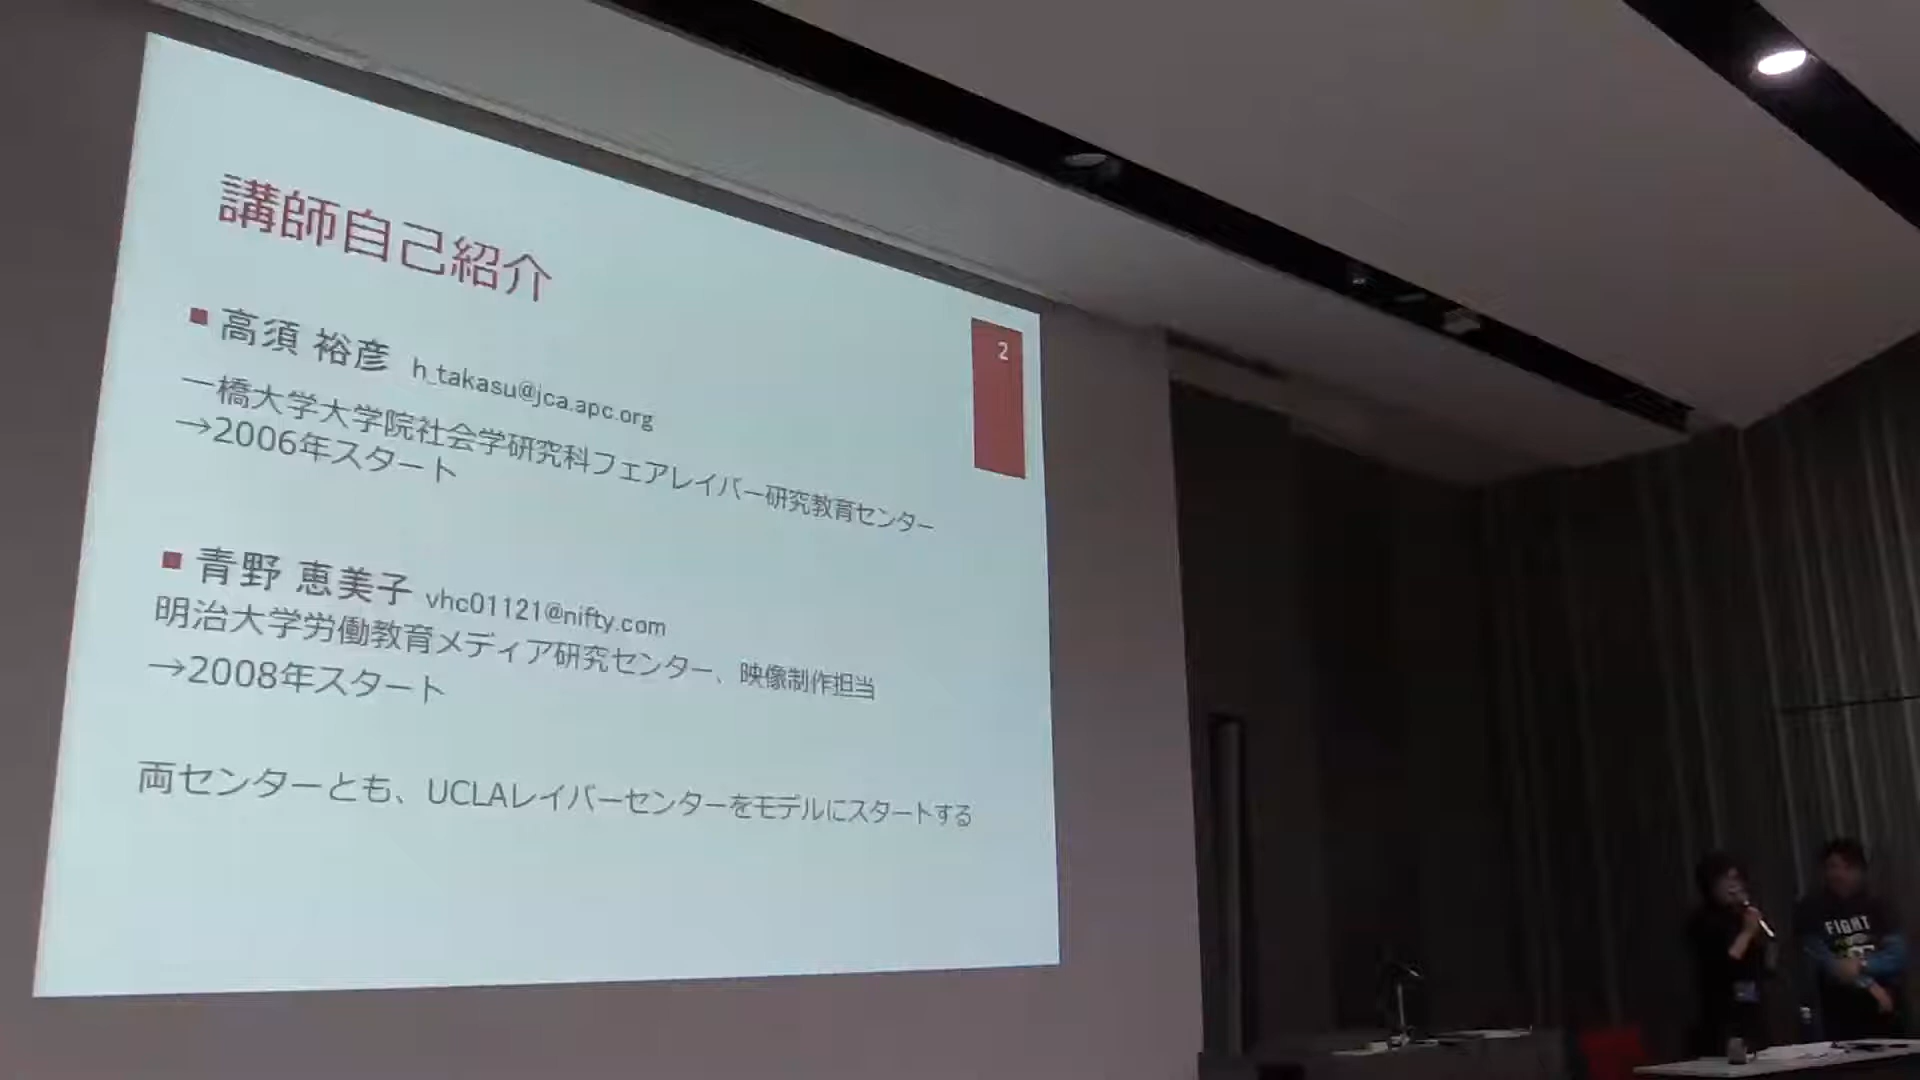 講師自己紹介
2
■高須 裕彦 h_takasu@jca.apc.org
一橋大学大学院社会学研究科フェアレイバー研究教育センター
→2006年スタート
■青野 恵美子 vhc01121@nifty.com
明治大学労働教育メディア研究センター、映像制作担当
→2008年スタート
両センターとも、UCLAレイバーセンターをモデルにスタートする
FIGHT